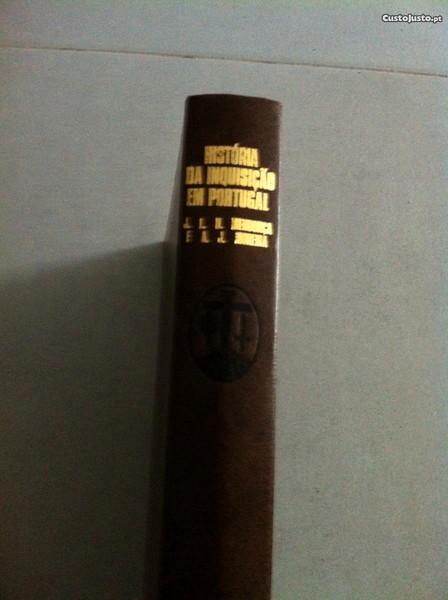 CustoJusto.pt
HISTÓRIA
DA INQUISIÇÃO
EM PORTUGAL
J. L. D. MENDONÇA
E A. J. MOREIRA